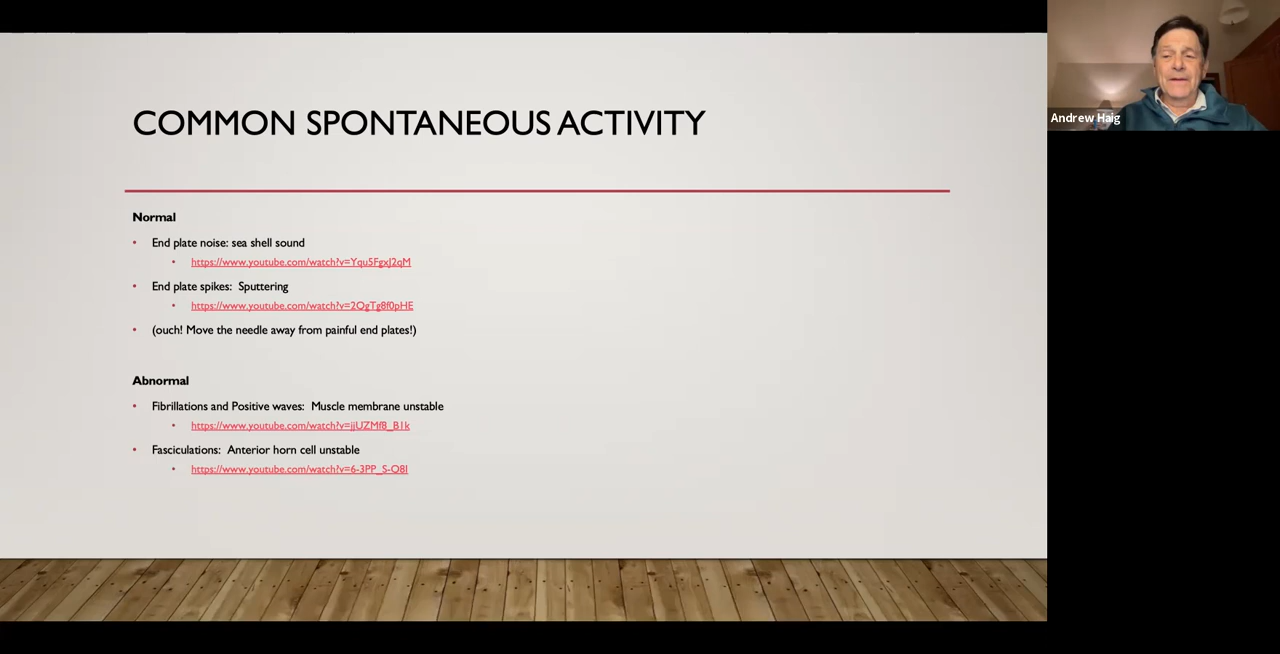 COMMON SPONTANEOUS ACTIVITY
Normal
• End plate noise: sea shell sound
• https://www.youtube.com/watch?v=Yqu5FgxJ2qM
• End plate spikes: Sputtering
• https://www.youtube.com/watch?v=2OgTg8f0pHE
• (ouch! Move the needle away from painful end plates!)
Abnormal
• Fibrillations and Positive waves: Muscle membrane unstable
• https://www.youtube.com/watch?v=jjUZMf8_B1k
• Fasciculations: Anterior horn cell unstable
• https://www.youtube.com/watch?v=6-3PP_S-O8I
Andrew Haig